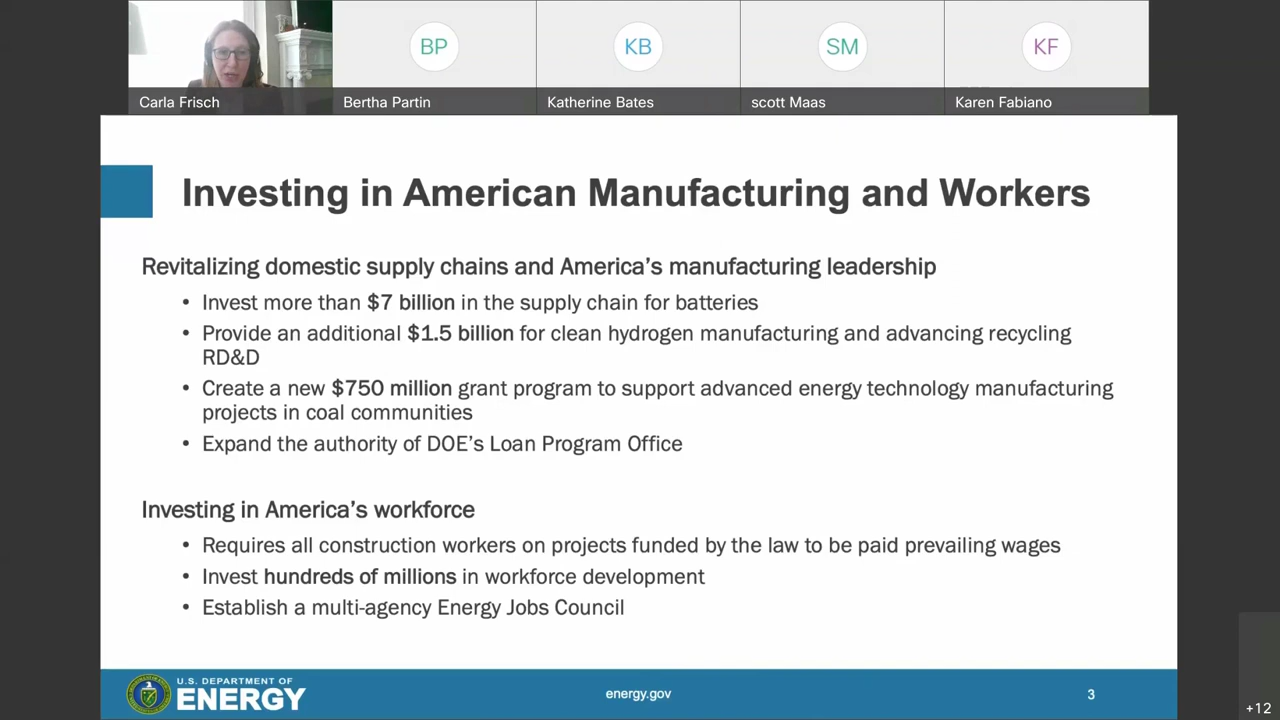 BP
KB
SM
KF
Carla Frisch
Bertha Partin
Katherine Bates
scott Maas
Karen Fabiano
Investing in American Manufacturing and Workers
Revitalizing domestic supply chains and America's manufacturing leadership
• Invest more than $7 billion in the supply chain for batteries
• Provide an additional $1.5 billion for clean hydrogen manufacturing and advancing recycling
RD&D
• Create a new $750 million grant program to support advanced energy technology manufacturing
projects in coal communities
• Expand the authority of DOE's Loan Program Office
Investing in America's workforce
• Requires all construction workers on projects funded by the law to be paid prevailing wages
• Invest hundreds of millions in workforce development
• Establish a multi-agency Energy Jobs Council
U.S. DEPARTMENT OF
ENERGY
energy.gov
3
+12